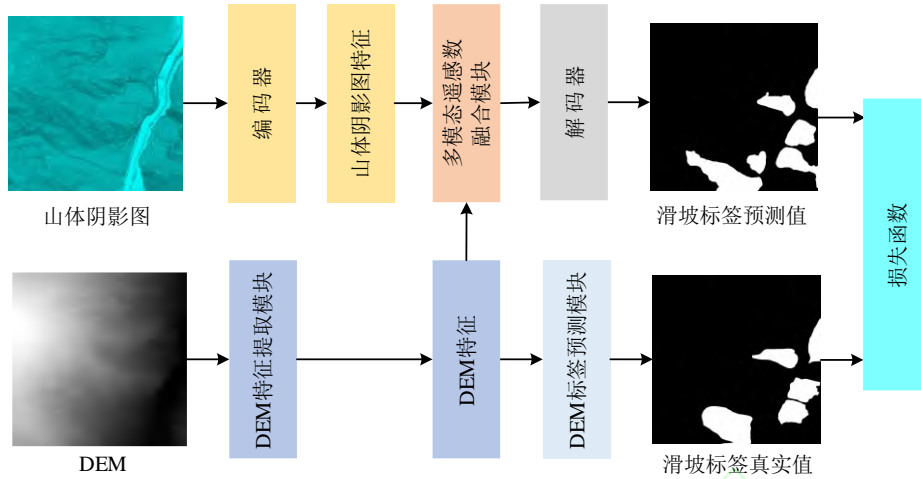 编码器
山体阴影图特征
多模态遥感数
融合模块
解码器
山体阴影图
滑坡标签预测值
损失函数
DEM特征提取模块
DEM特征
DEM标签预测模块
DEM
滑坡标签真实值